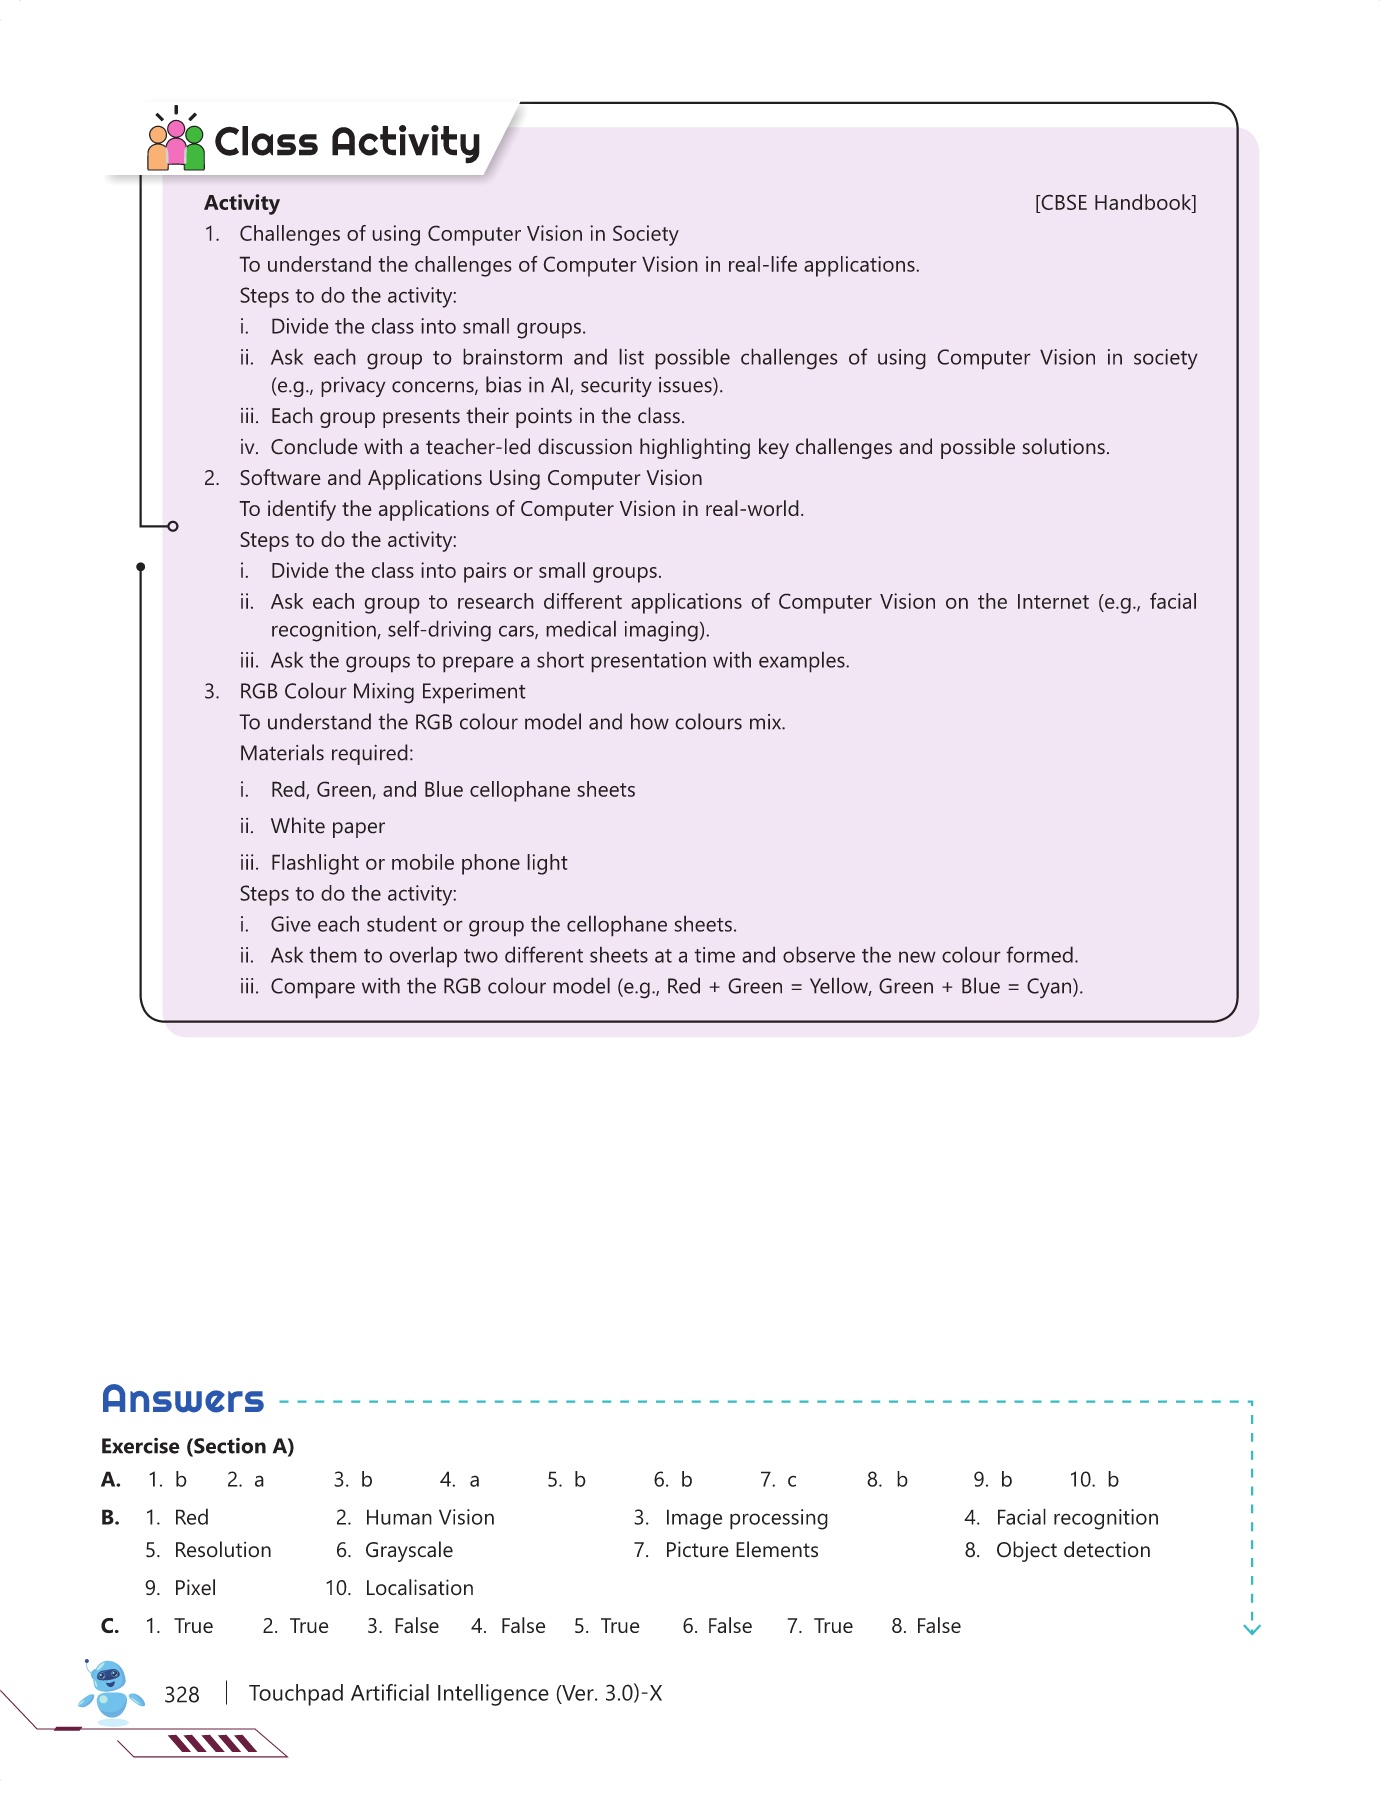 Class Activity
Activity [CBSE Handbook]
1. Challenges of using Computer Vision in Society
To understand the challenges of Computer Vision in real-life applications.
Steps to do the activity:
i. Divide the class into small groups.
ii. Ask each group to brainstorm and list possible challenges of using Computer Vision in society
(e.g., privacy concerns, bias in AI, security issues).
iii. Each group presents their points in the class.
iv. Conclude with a teacher-led discussion highlighting key challenges and possible solutions.
2. Software and Applications Using Computer Vision
To identify the applications of Computer Vision in real-world.
Steps to do the activity:
i. Divide the class into pairs or small groups.
ii. Ask each group to research different applications of Computer Vision on the Internet (e.g., facial
recognition, self-driving cars, medical imaging).
iii. Ask the groups to prepare a short presentation with examples.
3. RGB Colour Mixing Experiment
To understand the RGB colour model and how colours mix.
Materials required:
i. Red, Green, and Blue cellophane sheets
ii. White paper
iii. Flashlight or mobile phone light
Steps to do the activity:
i. Give each student or group the cellophane sheets.
ii. Ask them to overlap two different sheets at a time and observe the new colour formed.
iii. Compare with the RGB colour model (e.g., Red + Green = Yellow, Green + Blue = Cyan).
Answers
Exercise (Section A)
A. 1. b 2. a 3. b 4. a 5. b 6. b 7. c 8. b 9. b 10. b
B. 1. Red 2. Human Vision 3. Image processing 4. Facial recognition
5. Resolution 6. Grayscale 7. Picture Elements 8. Object detection
9. Pixel 10. Localisation
C. 1. True 2. True 3. False 4. False 5. True 6. False 7. True 8. False
328 | Touchpad Artificial Intelligence (Ver. 3.0)-X